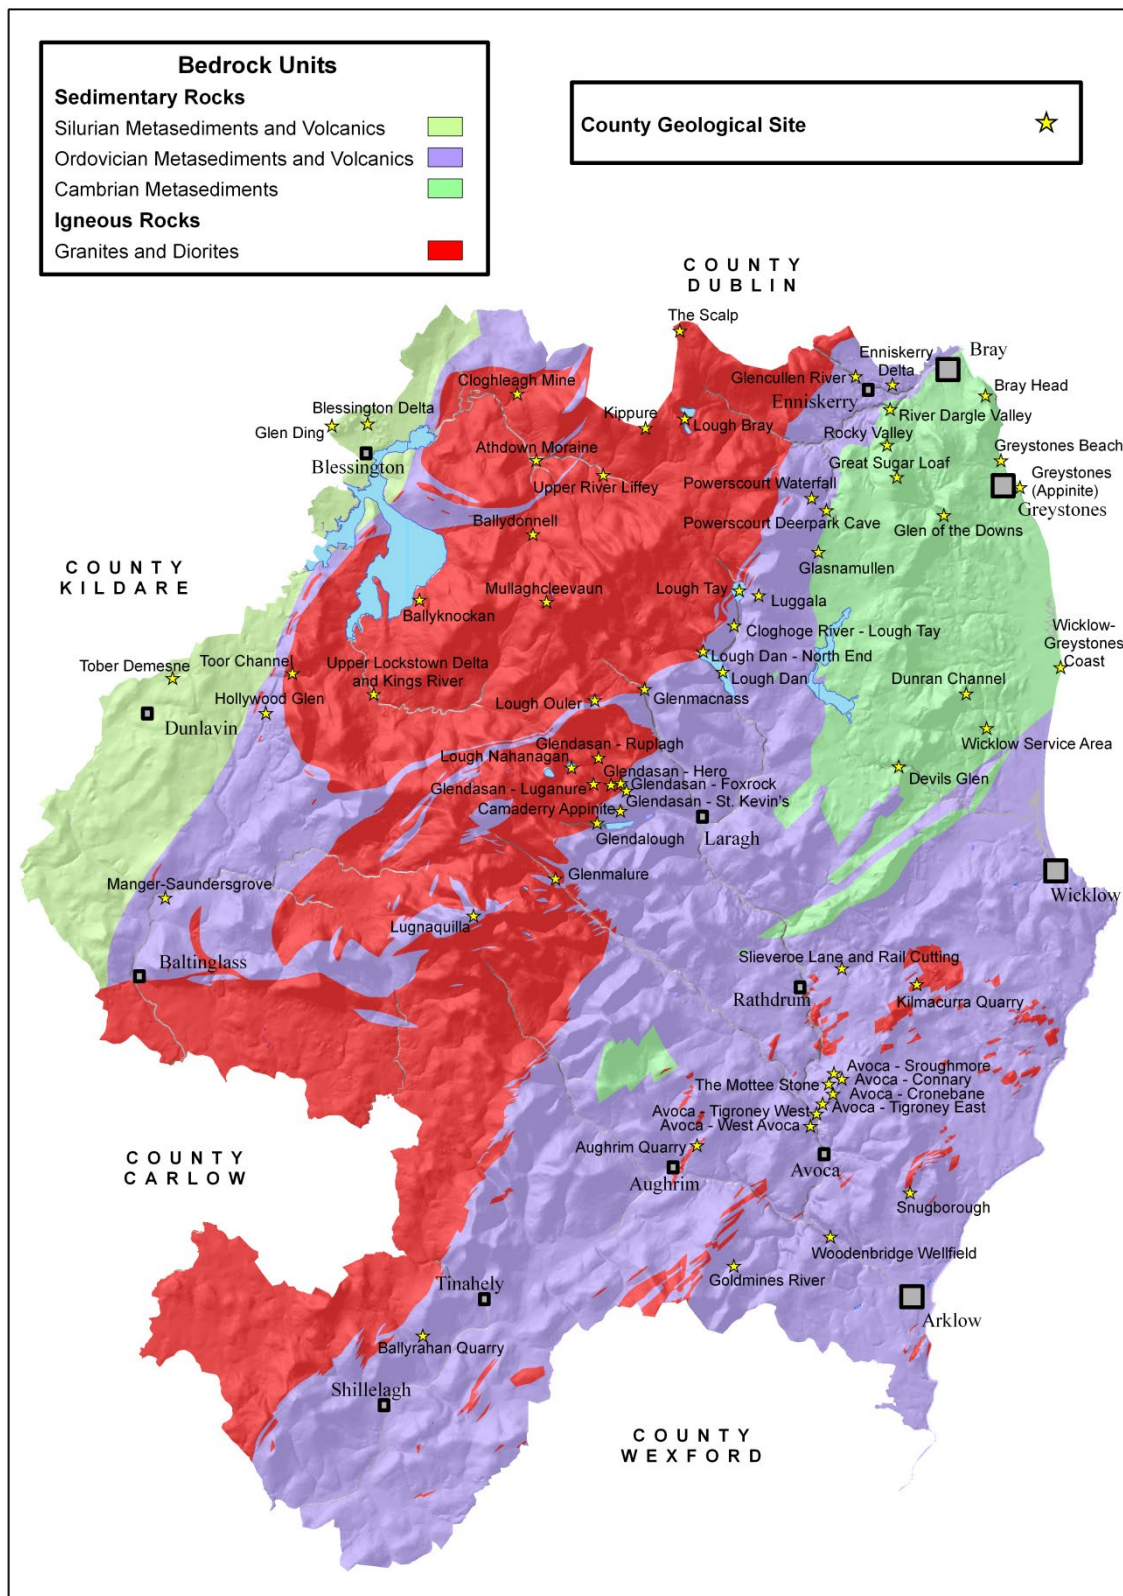 Bedrock Units
Sedimentary Rocks
Silurian Metasediments and Volcanics
Ordovician Metasediments and Volcanics
Cambrian Metasediments
Igneous Rocks
Granites and Diorites
County Geological Site
COUNTY
DUBLIN
The Scalp
Enniskerry
Delta
Bray
Glencullen River
Enniskerry
Bray Head
Cloghleagh Mine
River Dargle Valley
Blessington Delta
Glen Ding
Kippure
Lough Bray
Rocky Valley
Blessington
Athdown Moraine
Great Sugar Loaf
Greystones Beach
Upper River Liffey
Powerscourt Waterfall
Greystones
(Appinite)
Greystones
Ballydonnell
Powerscourt Deerpark Cave
Glen of the Downs
COUNTY
KILDARE
Glasnamullen
Mullaghcleevaun
Lough Tay
Luggala
Ballyknockan
Cloghoge River - Lough Tay
Wicklow-
Greystones
Coast
Tober Demesne
Toor Channel
Upper Lockstown Delta
and Kings River
Lough Dan - North End
Lough Dan
Dunran Channel
Hollywood Glen
Lough Ouler
Glenmacnass
Dunlavin
Wicklow Service Area
Glendasan - Ruplagh
Lough Nahanagan
Glendasan - Hero
Devils Glen
Glendasan - Luganure
Glendasan - Foxrock
Glendasan - St. Kevin's
Camaderry Appinite
Glendalough
Laragh
Glenmalure
Manger-Saundersgrove
Wicklow
Lugnaquilla
Slieveroe Lane and Rail Cutting
Baltinglass
Rathdrum
Kilmacurra Quarry
Avoca - Sroughmore
The Mottee Stone
Avoca - Connary
Avoca - Cronebane
Avoca - Tigroney West
Avoca - Tigroney East
Avoca - West Avoca
Aughrim Quarry
COUNTY
CARLOW
Aughrim
Avoca
Snugborough
Woodenbridge Wellfield
Goldmines River
Tinahely
Arklow
Ballyrahan Quarry
Shillelagh
COUNTY
WEXFORD